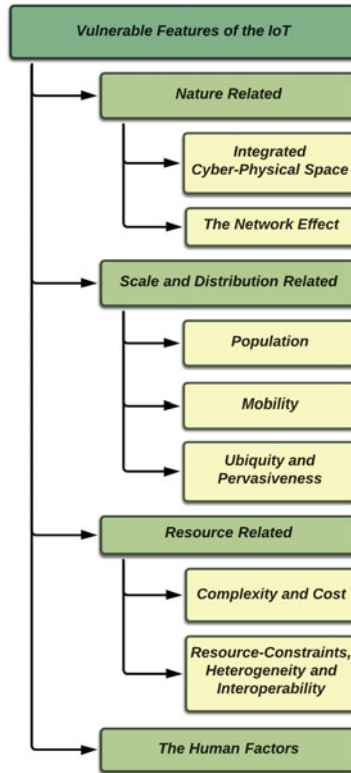 Vulnerable Features of the IoT
Nature Related
Integrated
Cyber-Physical Space
The Network Effect
Scale and Distribution Related
Population
Mobility
Ubiquity and
Pervasiveness
Resource Related
Complexity and Cost
Resource-Constraints,
Heterogeneity and
Interoperability
The Human Factors